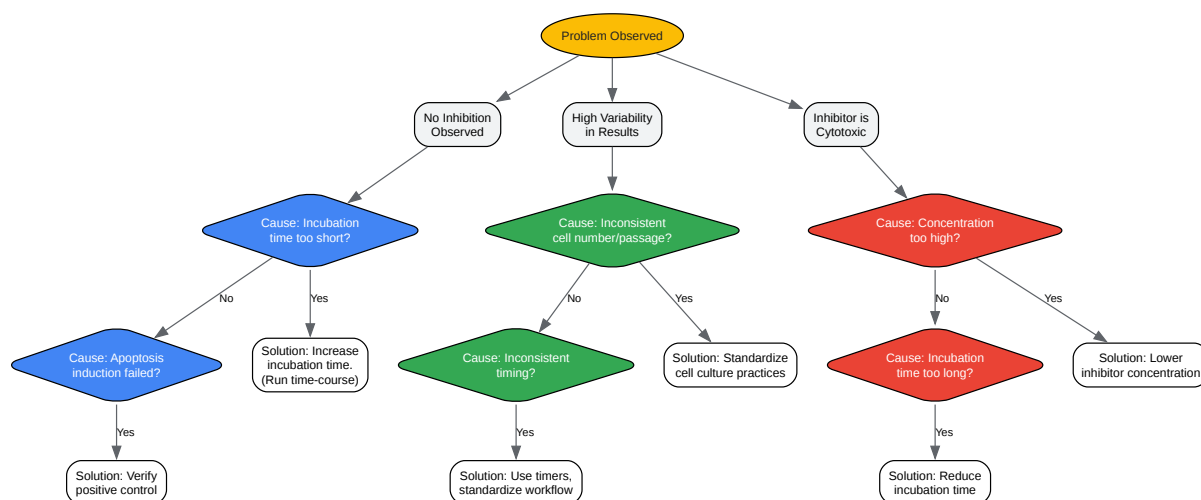 Problem Observed
No Inhibition
Observed
High Variability
in Results
Inhibitor is
Cytotoxic
Cause: Incubation
time too short?
Cause: Inconsistent
cell number/passage?
Cause: Concentration
too high?
No
Yes
No
Yes
No
Yes
Cause: Apoptosis
induction failed?
Solution: Increase
incubation time.
(Run time-course)
Cause: Inconsistent
timing?
Solution: Standardize
cell culture practices
Cause: Incubation
time too long?
Solution: Lower
inhibitor concentration
Yes
Yes
Yes
Solution: Verify
positive control
Solution: Use timers,
standardize workflow
Solution: Reduce
incubation time